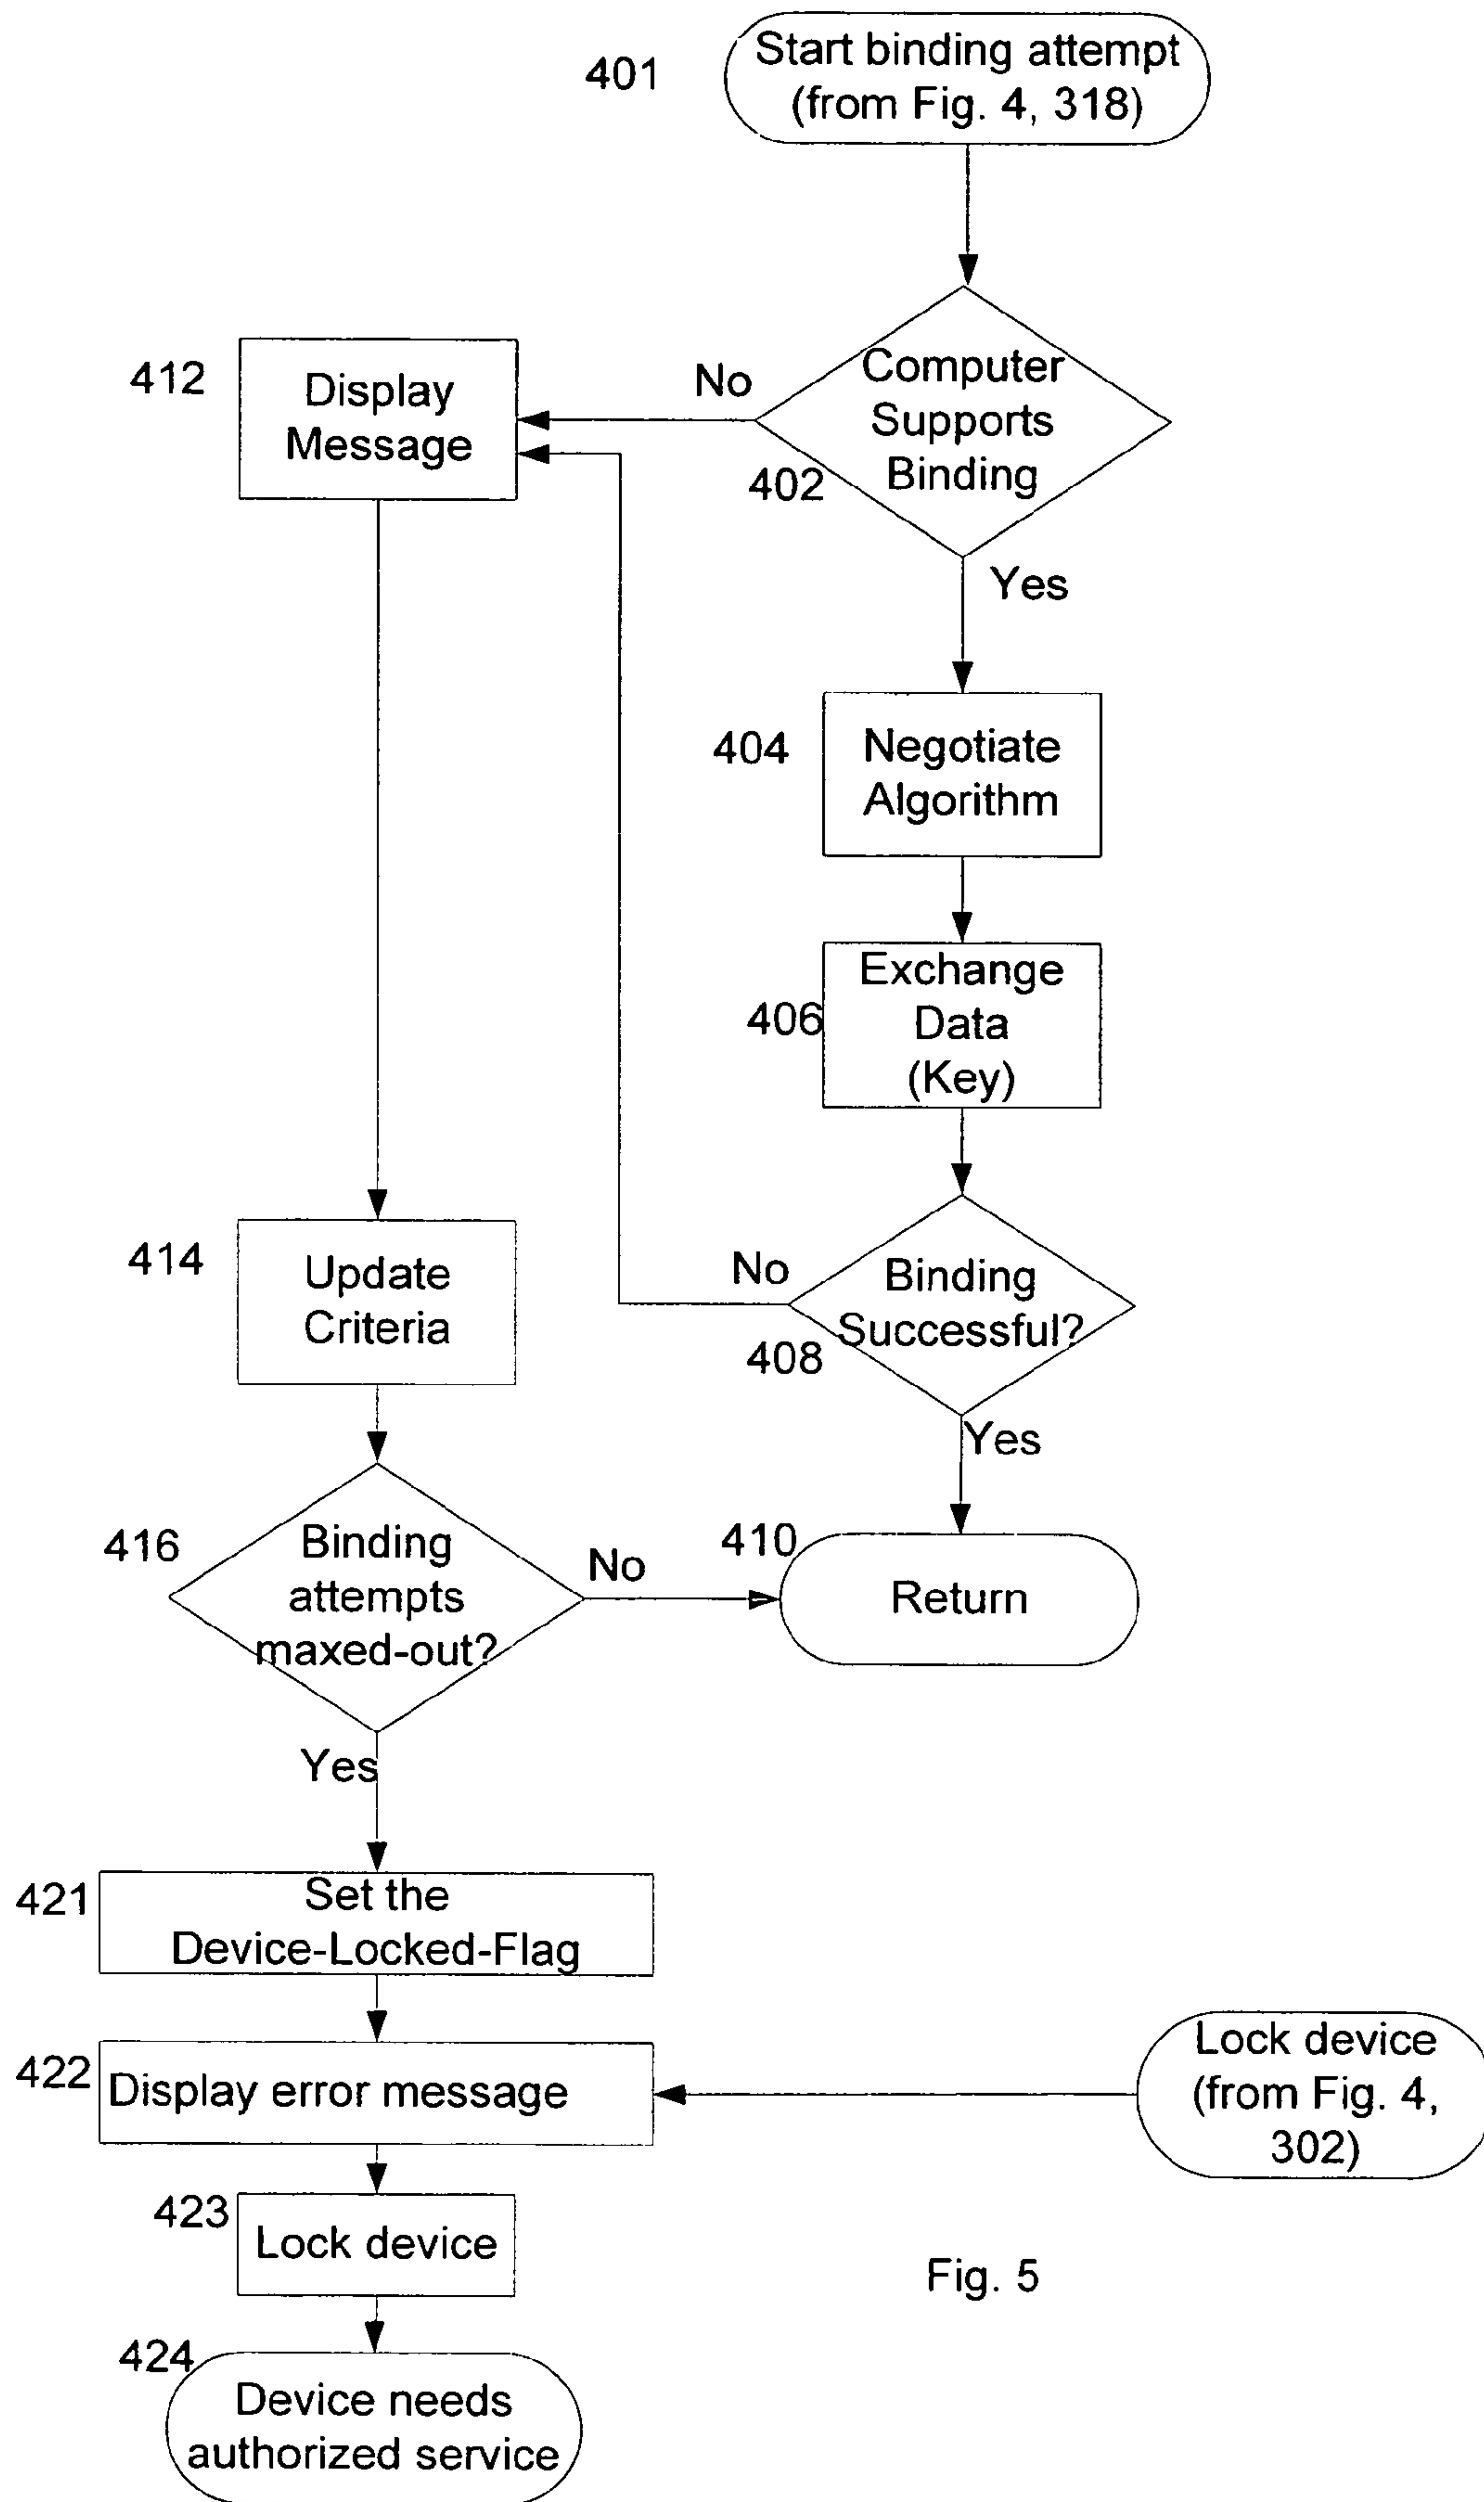 401
Start binding attempt
(from Fig. 4, 318)
412
Display
Message
No
Computer
Supports
Binding
402
Yes
404
Negotiate
Algorithm
406
Exchange
Data
(Key)
414
Update
Criteria
No
Binding
Successful?
408
Yes
416
Binding
attempts
maxed-out?
No
410
Return
Yes
421
Set the
Device-Locked-Flag
422
Display error message
Lock device
(from Fig. 4,
302)
423
Lock device
Fig. 5
424
Device needs
authorized service